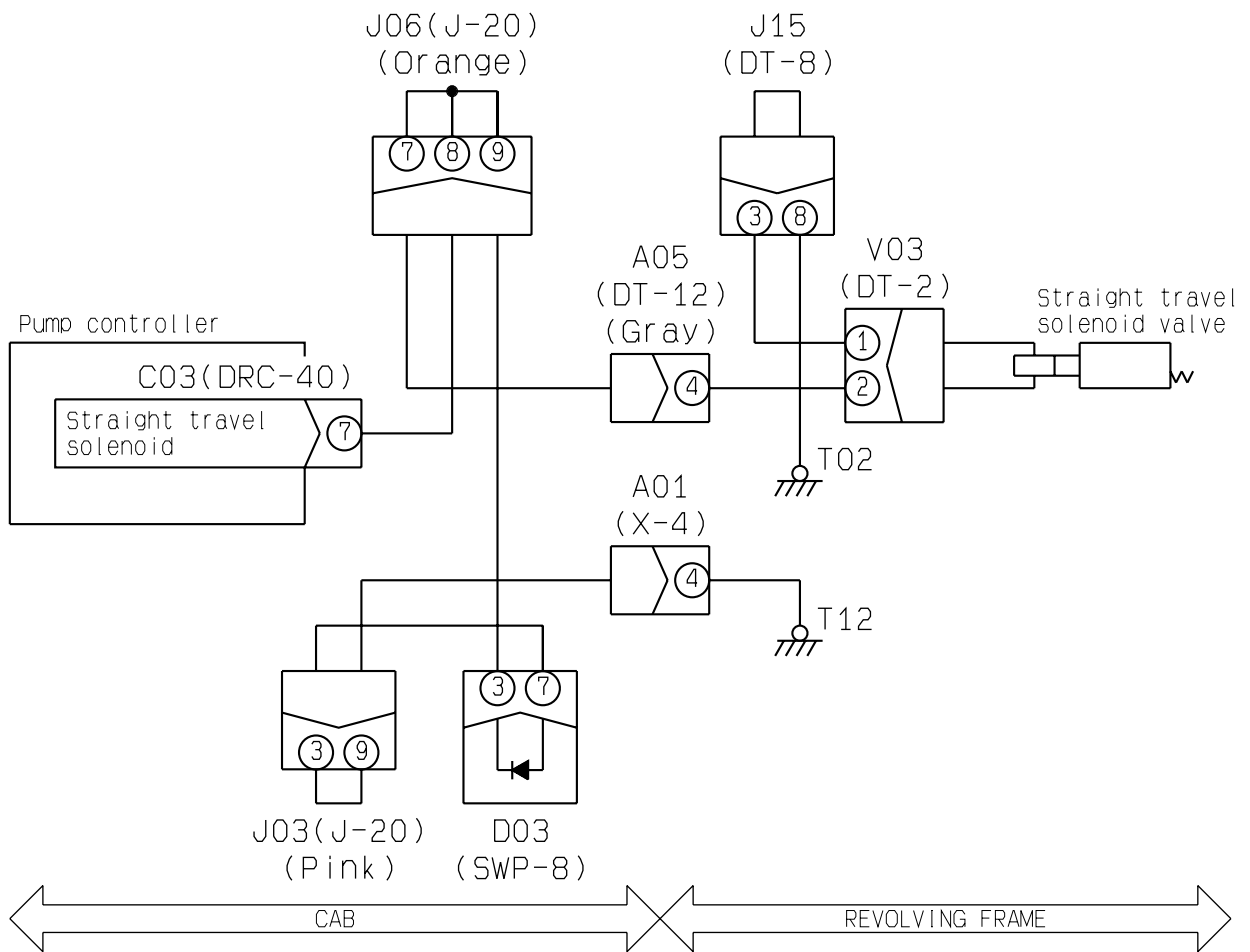 J06(J-20)
(Orange)
J15
(DT-8)
7 8 9
3 8
A05
(DT-12)
(Gray)
V03
(DT-2)
Straight travel
solenoid valve
Pump controller
C03(DRC-40)
Straight travel
solenoid
7
4
1
2
T02
A01
(X-4)
4
T12
3 9
3 7
J03(J-20)
(Pink)
D03
(SWP-8)
CAB
REVOLVING FRAME